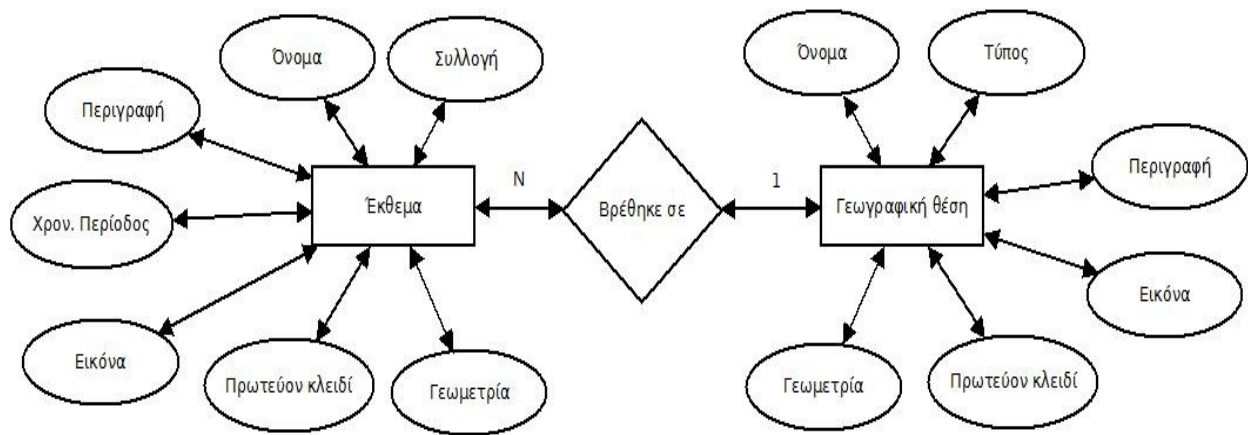 Όνομα
Συλλογή
Όνομα
Τύπος
Περιγραφή
Περιγραφή
N
1
Έκθεμα
Βρέθηκε σε
Γεωγραφική θέση
Χρον. Περίοδος
Εικόνα
Εικόνα
Πρωτεύον κλειδί
Γεωμετρία
Γεωμετρία
Πρωτεύον κλειδί